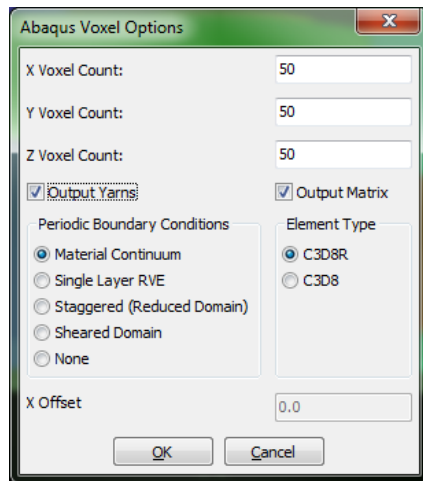 Abaqus Voxel Options
X Voxel Count: 50
Y Voxel Count: 50
Z Voxel Count: 50
Output Yarns Output Matrix
Periodic Boundary Conditions Element Type
Material Continuum C3D8R
Single Layer RVE C3D8
Staggered (Reduced Domain)
Sheared Domain
None
X Offset 0.0
OK Cancel